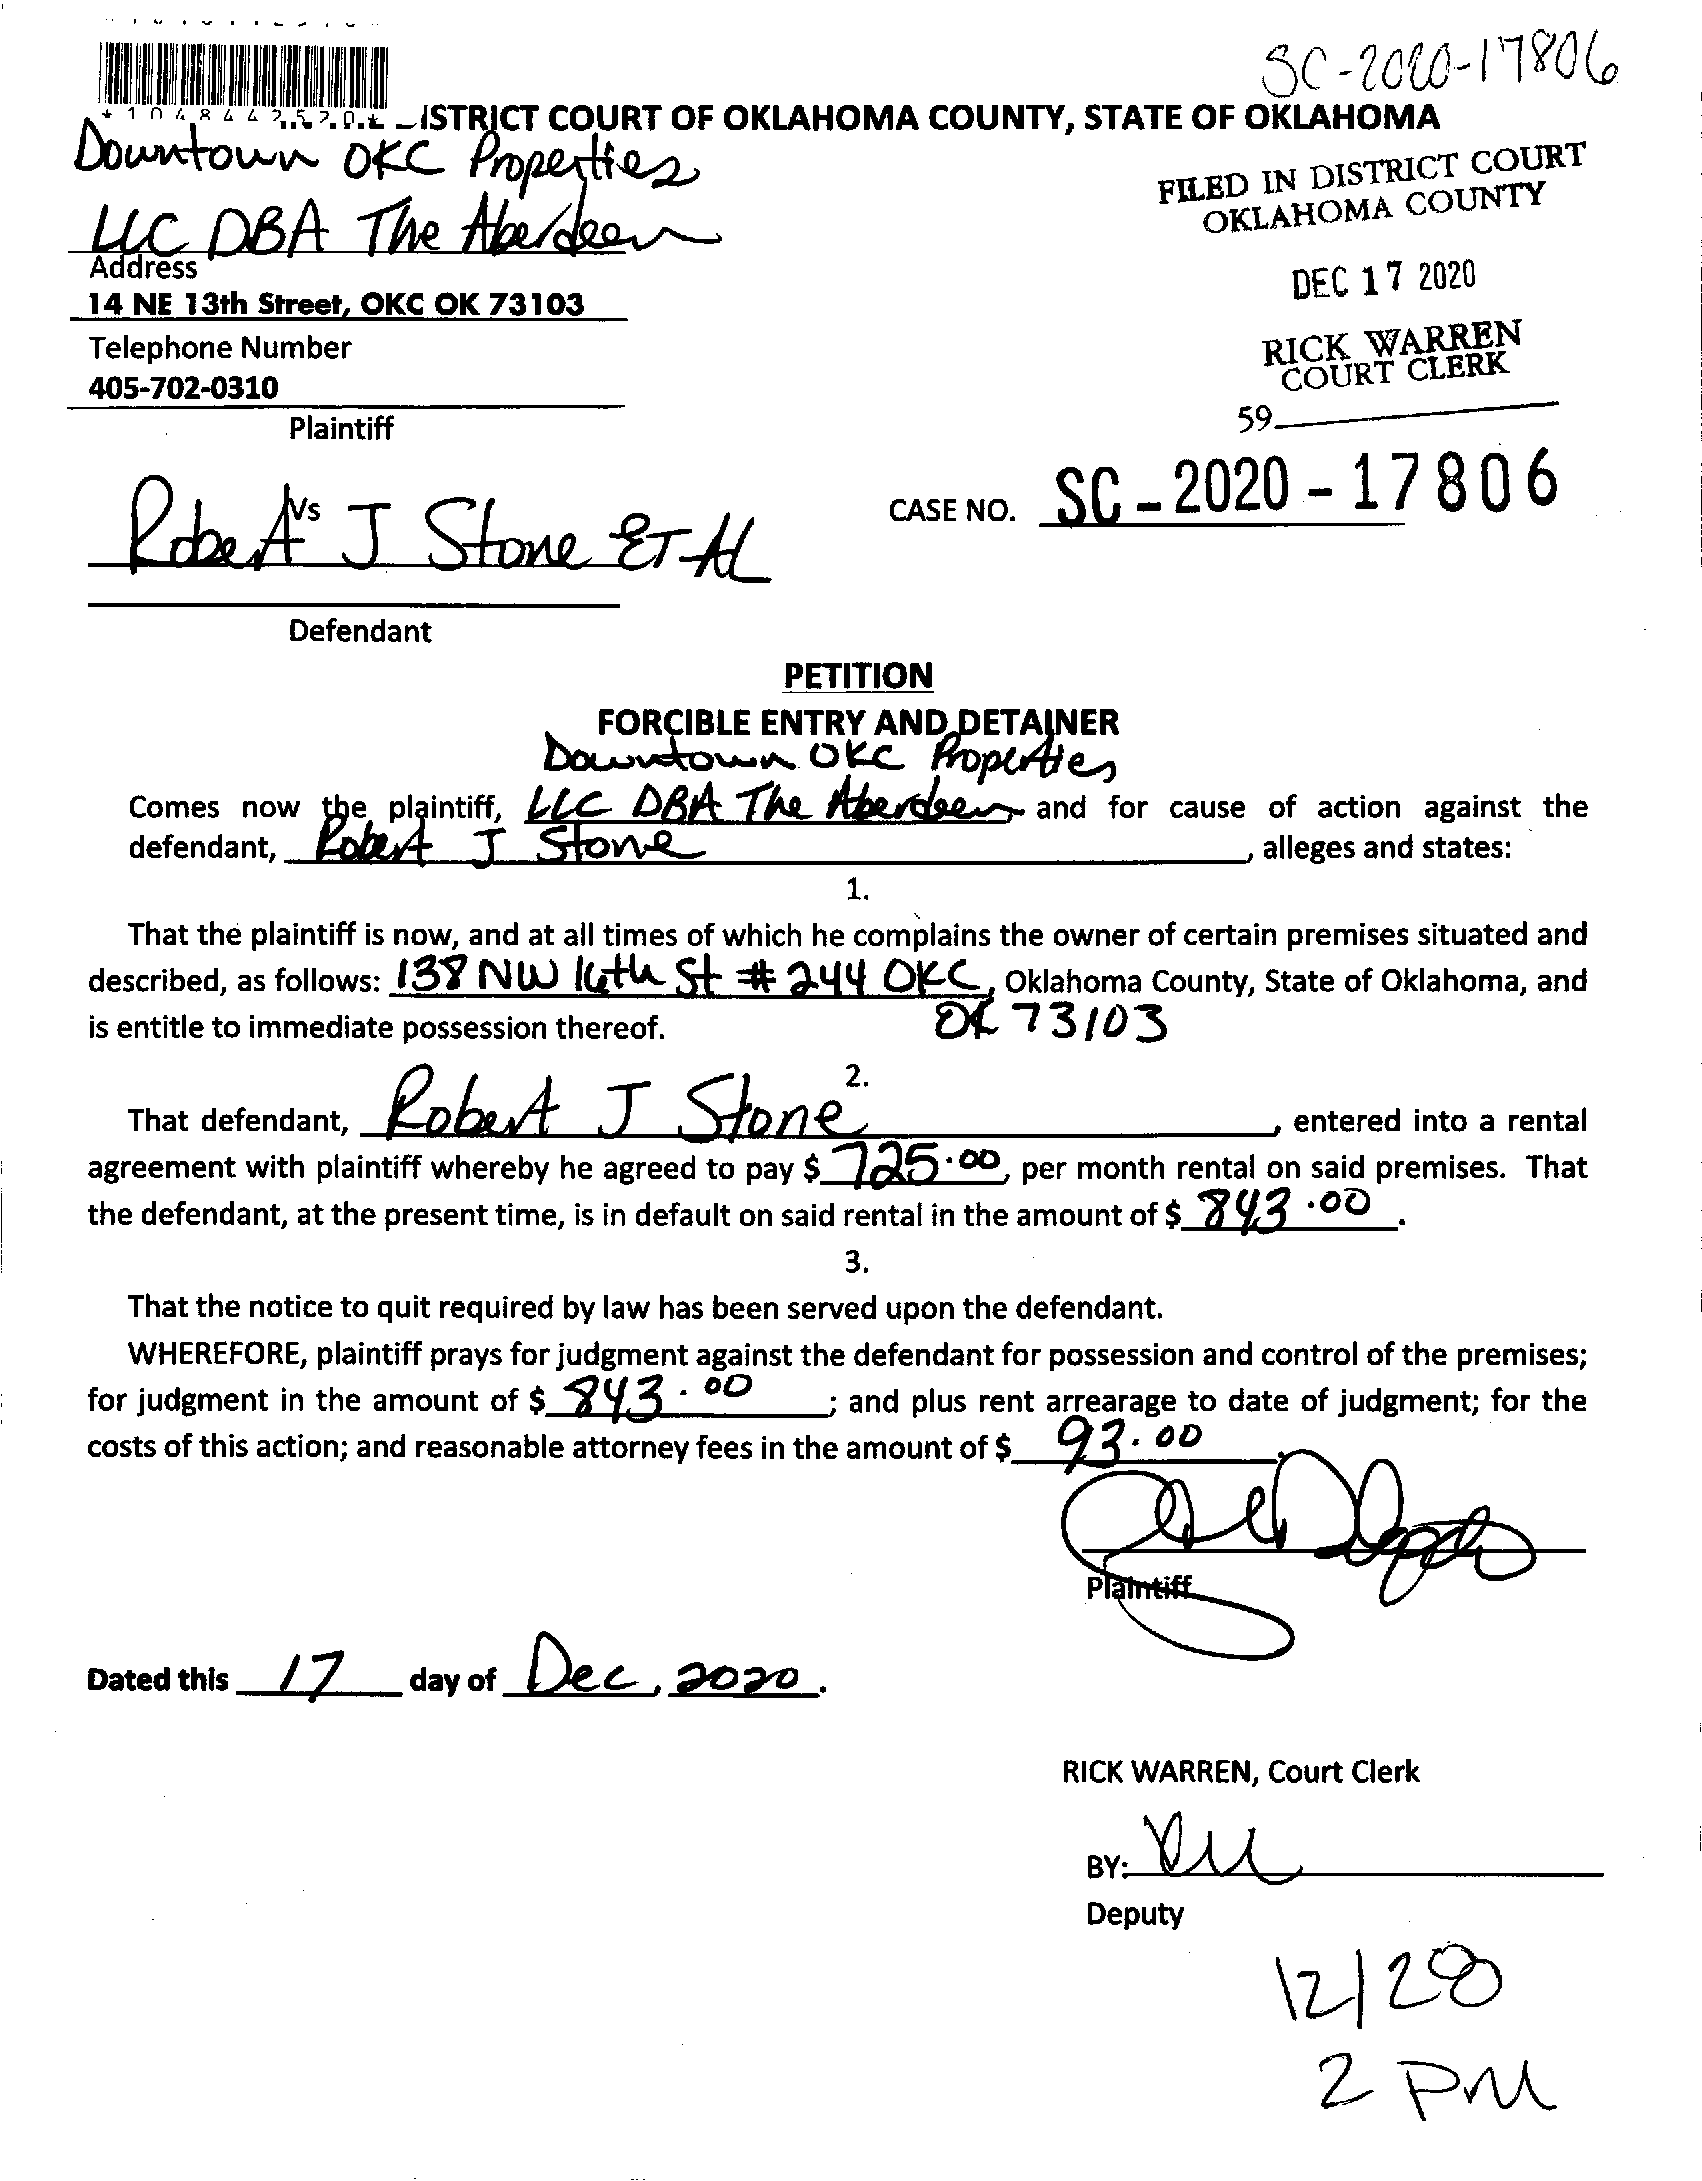 SC-2020-17806
*1048442520*
ISTRICT COURT OF OKLAHOMA COUNTY, STATE OF OKLAHOMA
Downtown OKC Properties
LLC DBA The Aberdeen
FILED IN DISTRICT COURT
OKLAHOMA COUNTY
Address
14 NE 13th Street, OKC OK 73103
DEC 17 2020
Telephone Number
405-702-0310
RICK WARREN
COURT CLERK
Plaintiff
59
Vs
Robert J Stone ET AL
CASE NO. SC-2020-17806
Defendant
PETITION
FORCIBLE ENTRY AND DETAINER
Downtown OKC Properties
Comes now the plaintiff, LLC DBA The Aberdeen and for cause of action against the
defendant, Robert J Stone, alleges and states:
1.
That the plaintiff is now, and at all times of which he complains the owner of certain premises situated and
described, as follows: 138 NW 16th St # 244 OKC, Oklahoma County, State of Oklahoma, and
OK 73103
is entitle to immediate possession thereof.
2.
That defendant, Robert J Stone, entered into a rental
agreement with plaintiff whereby he agreed to pay $ 725.00, per month rental on said premises. That
the defendant, at the present time, is in default on said rental in the amount of $ 843.00.
3.
That the notice to quit required by law has been served upon the defendant.
WHEREFORE, plaintiff prays for judgment against the defendant for possession and control of the premises;
for judgment in the amount of $ 843.00; and plus rent arrearage to date of judgment; for the
costs of this action; and reasonable attorney fees in the amount of $ 93.00.
Plaintiff
Dated this 17 day of Dec, 2020.
RICK WARREN, Court Clerk
BY:
Deputy
12/28
2 PM